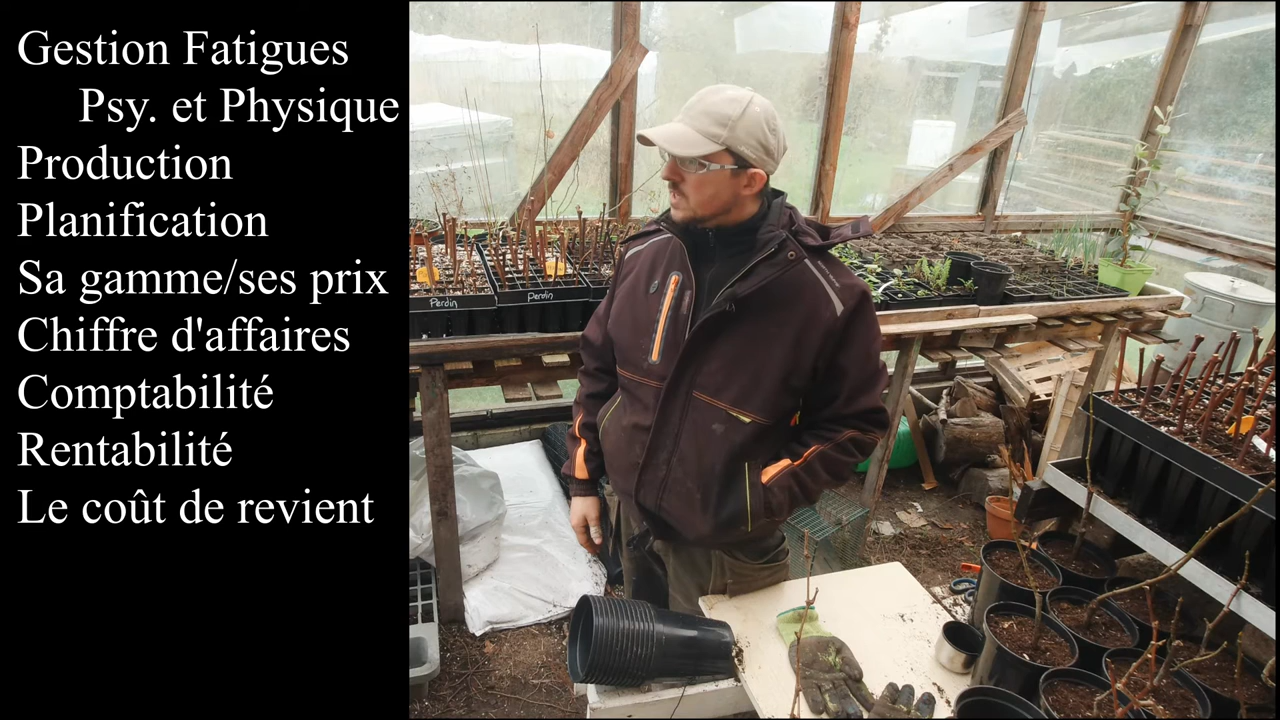 Gestion Fatigues
Psy. et Physique
Production
Planification
Sa gamme/ses prix
Chiffre d'affaires
Comptabilité
Rentabilité
Le coût de revient
Perdin
Perdin